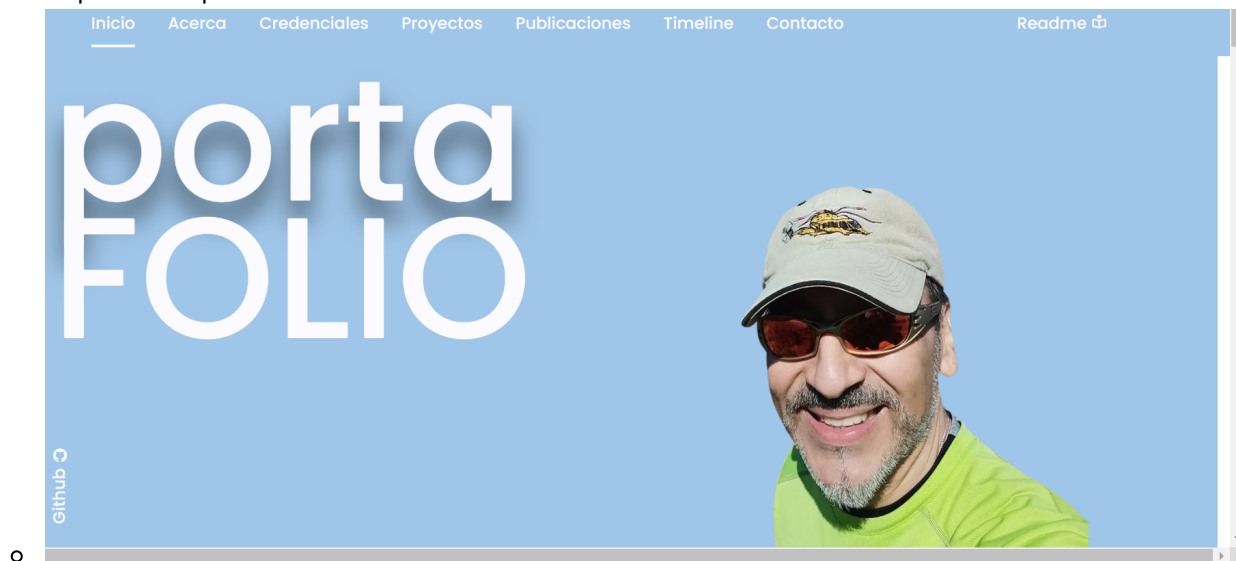 Inicio Acerca Credenciales Proyectos Publicaciones Timeline Contacto Readme
porta
FOLIO
Github